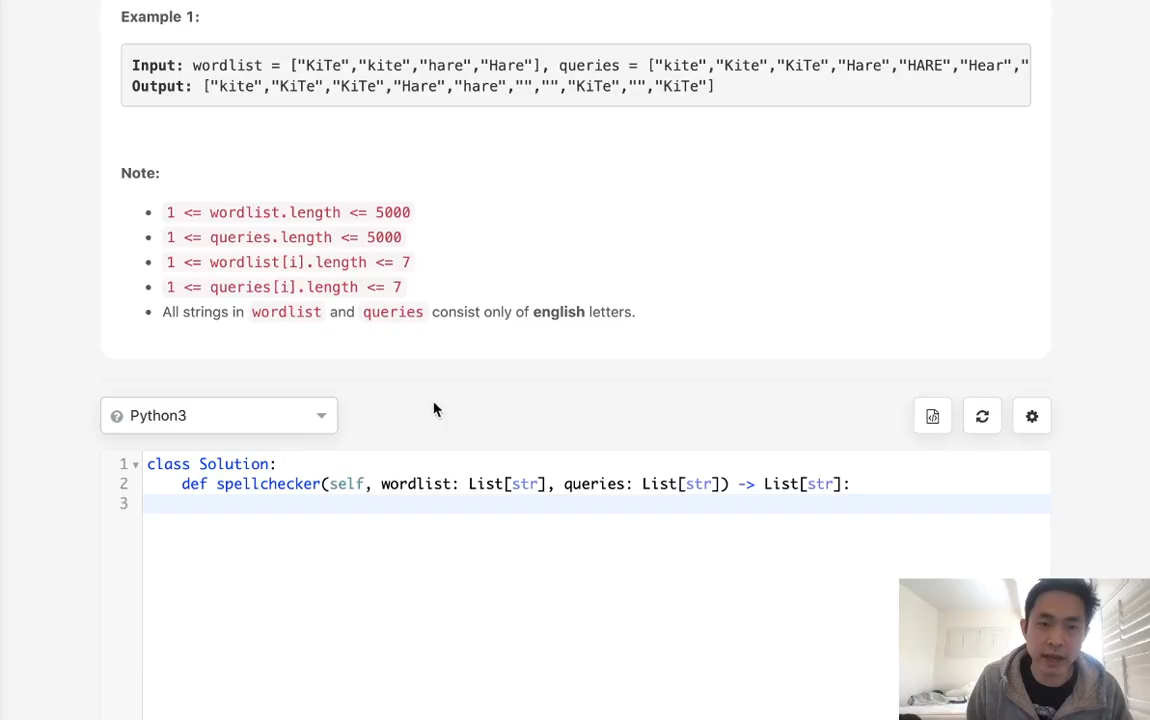 Example 1:
Input: wordlist = ["KiTe","kite","hare","Hare"], queries = ["kite","Kite","KiTe","Hare","HARE","Hear","
Output: ["kite","KiTe","KiTe","Hare","hare","","","KiTe","","KiTe"]
Note:
1 <= wordlist.length <= 5000
1 <= queries.length <= 5000
1 <= wordlist[i].length <= 7
1 <= queries[i].length <= 7
All strings in wordlist and queries consist only of english letters.
? Python3
1 class Solution:
2 def spellchecker(self, wordlist: List[str], queries: List[str]) -> List[str]:
3